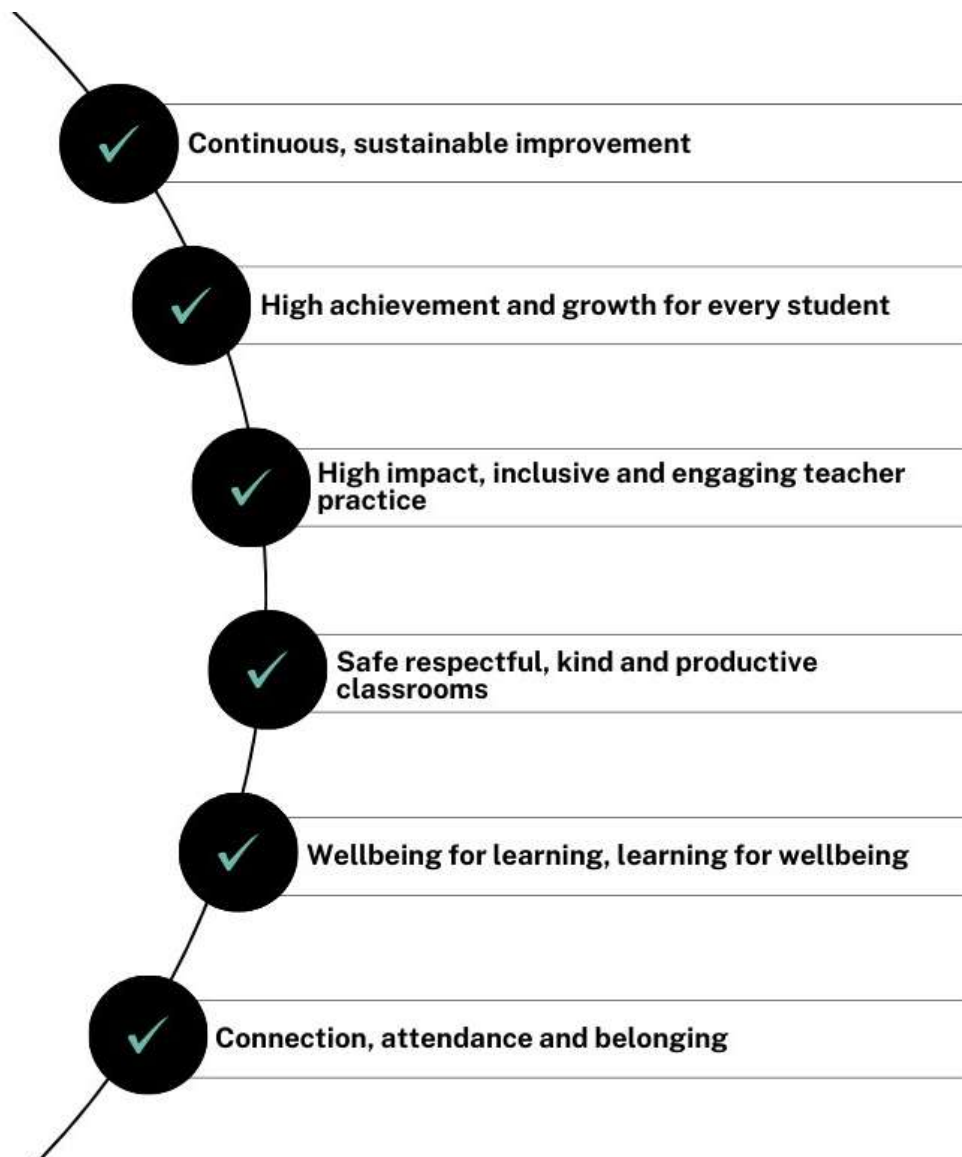 Continuous, sustainable improvement
High achievement and growth for every student
High impact, inclusive and engaging teacher
practice
Safe respectful, kind and productive
classrooms
Wellbeing for learning, learning for wellbeing
Connection, attendance and belonging